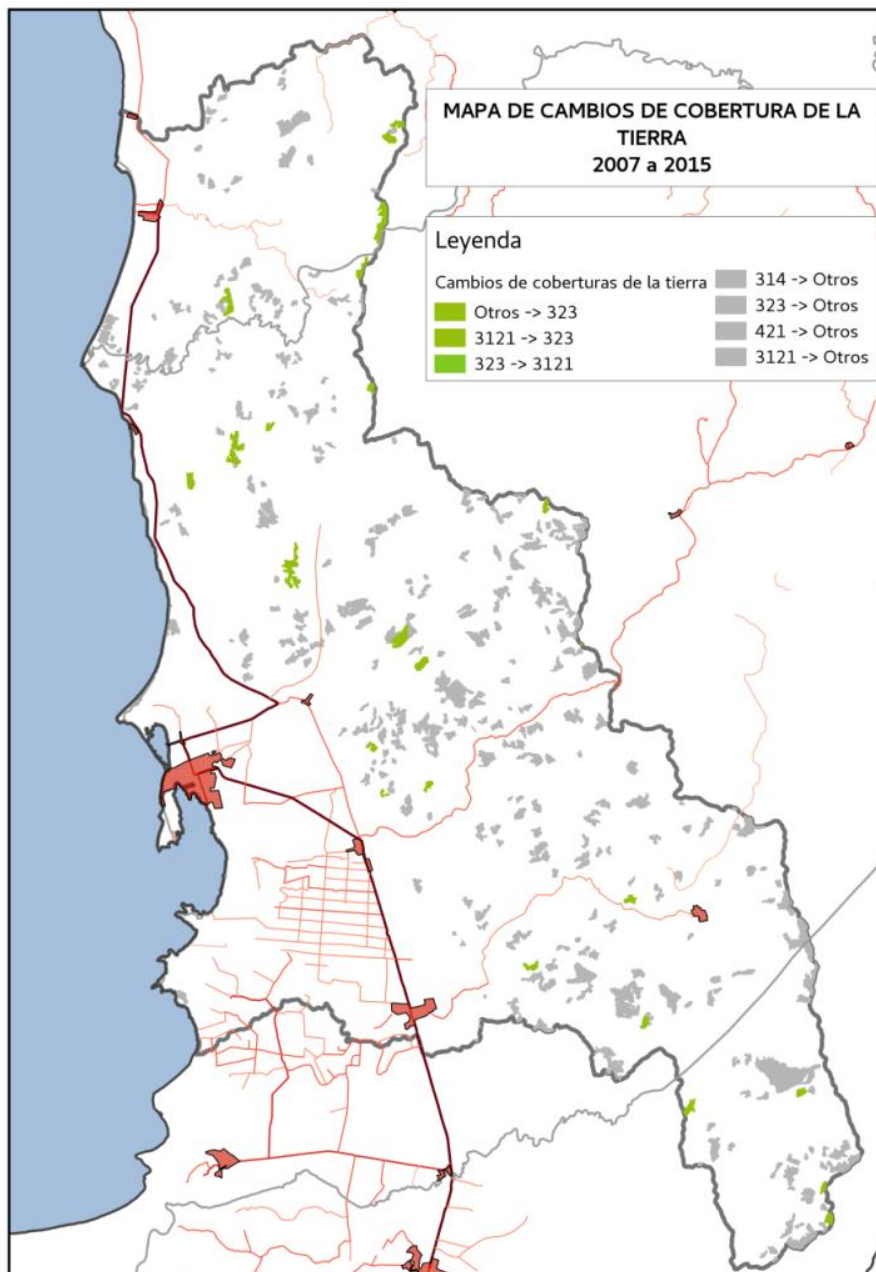 MAPA DE CAMBIOS DE COBERTURA DE LA
TIERRA
2007 a 2015
Leyenda
Cambios de coberturas de la tierra
Otros -> 323
3121 -> 323
323 -> 3121
314 -> Otros
323 -> Otros
421 -> Otros
3121 -> Otros